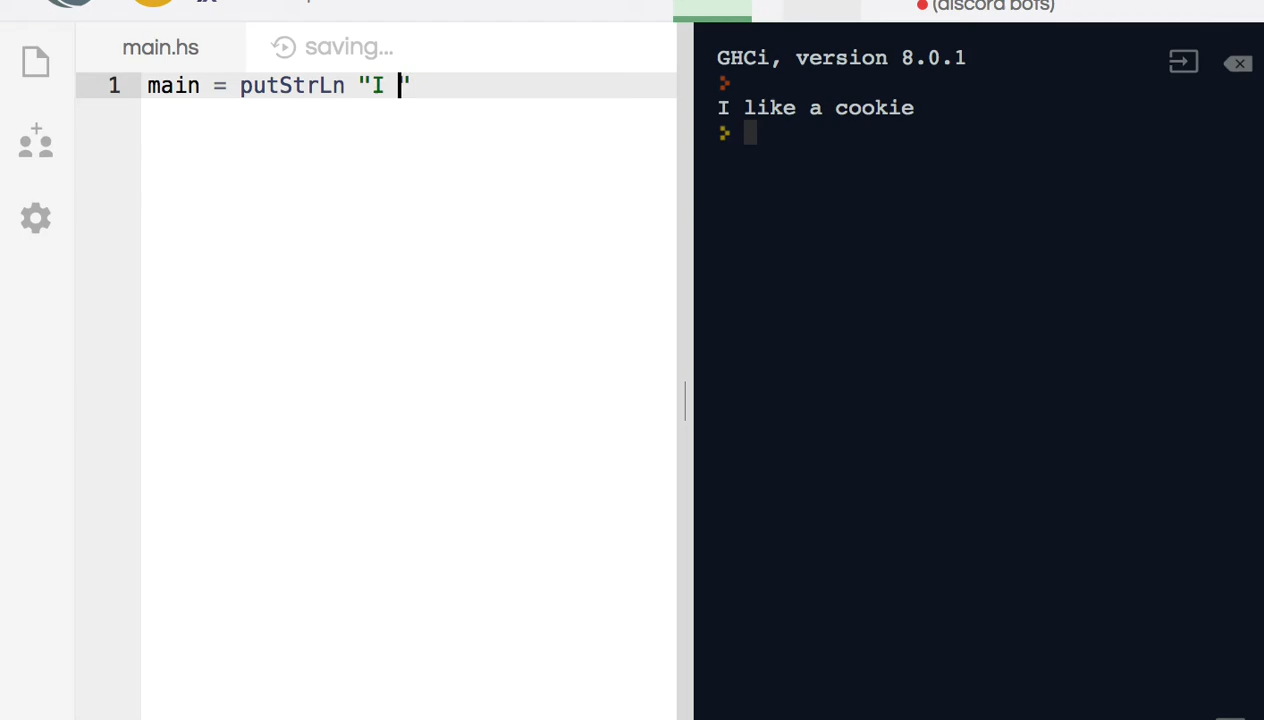 (discord bots)
main.hs
saving...
1 main = putStrLn "I "
GHCi, version 8.0.1
>
I like a cookie
>